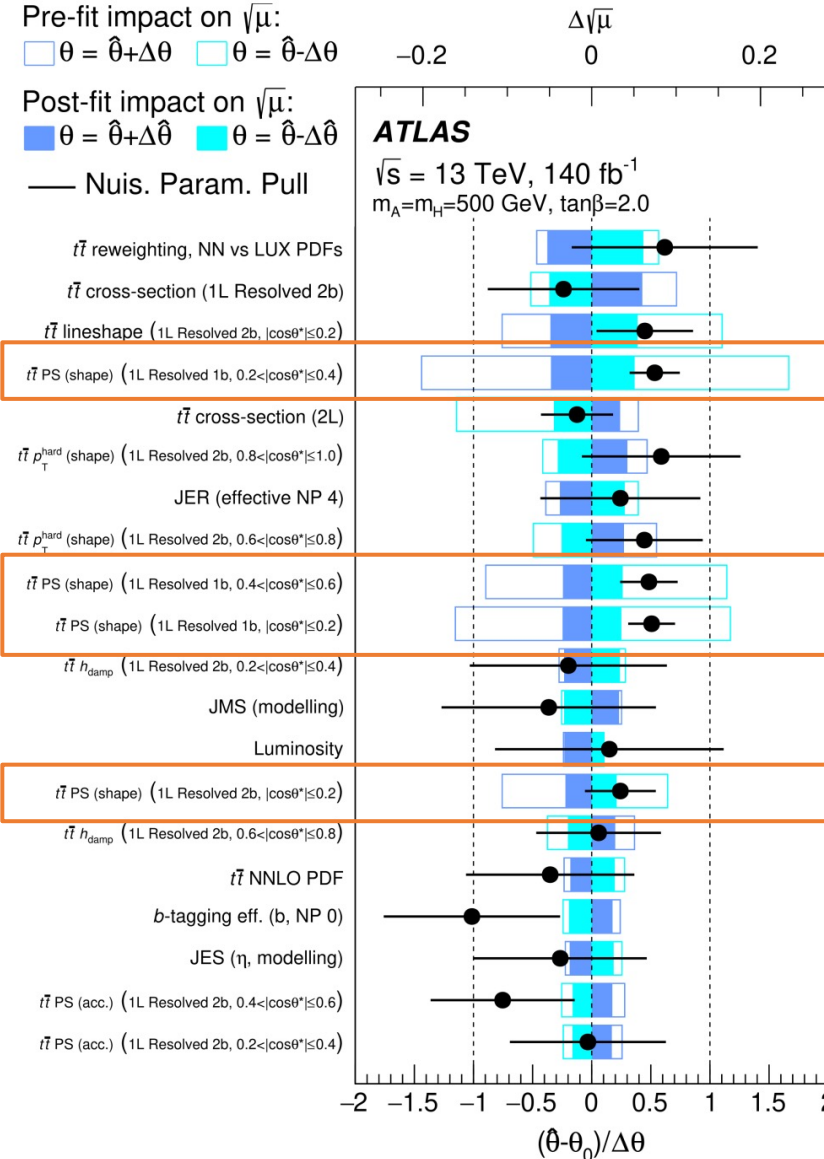 Pre-fit impact on √μ:
θ = θ̂+Δθ θ = θ̂-Δθ
Post-fit impact on √μ:
θ = θ̂+Δθ̂ θ = θ̂-Δθ̂
Nuis. Param. Pull
Δ√μ
−0.2 0 0.2
ATLAS
√s = 13 TeV, 140 fb⁻¹
m_A=m_H=500 GeV, tanβ=2.0
tt̄ reweighting, NN vs LUX PDFs
tt̄ cross-section (1L Resolved 2b)
tt̄ lineshape (1L Resolved 2b, |cosθ*|≤0.2)
tt̄ PS (shape) (1L Resolved 1b, 0.2<|cosθ*|≤0.4)
tt̄ cross-section (2L)
tt̄ p_T^hard (shape) (1L Resolved 2b, 0.8<|cosθ*|≤1.0)
JER (effective NP 4)
tt̄ p_T^hard (shape) (1L Resolved 2b, 0.6<|cosθ*|≤0.8)
tt̄ PS (shape) (1L Resolved 1b, 0.4<|cosθ*|≤0.6)
tt̄ PS (shape) (1L Resolved 1b, |cosθ*|≤0.2)
tt̄ h_damp (1L Resolved 2b, 0.2<|cosθ*|≤0.4)
JMS (modelling)
Luminosity
tt̄ PS (shape) (1L Resolved 2b, |cosθ*|≤0.2)
tt̄ h_damp (1L Resolved 2b, 0.6<|cosθ*|≤0.8)
tt̄ NNLO PDF
b-tagging eff. (b, NP 0)
JES (η, modelling)
tt̄ PS (acc.) (1L Resolved 2b, 0.4<|cosθ*|≤0.6)
tt̄ PS (acc.) (1L Resolved 2b, 0.2<|cosθ*|≤0.4)
−2 −1.5 −1 −0.5 0 0.5 1 1.5 2
(θ̂-θ₀)/Δθ